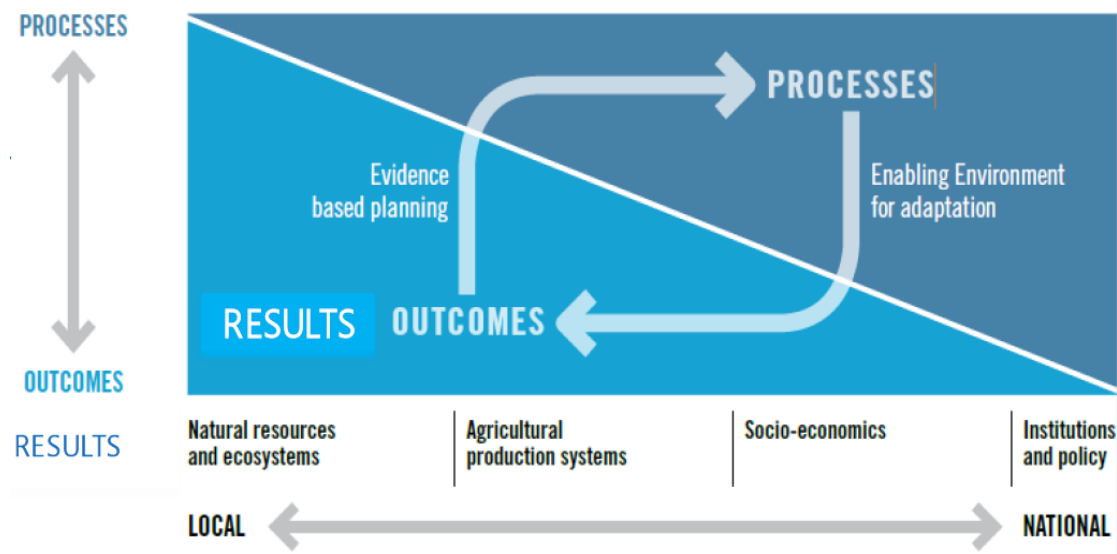 PROCESSES
PROCESSES
Evidence
based planning
Enabling Environment
for adaptation
RESULTS
OUTCOMES
OUTCOMES
RESULTS
Natural resources
and ecosystems
Agricultural
production systems
Socio-economics
Institutions
and policy
LOCAL
NATIONAL